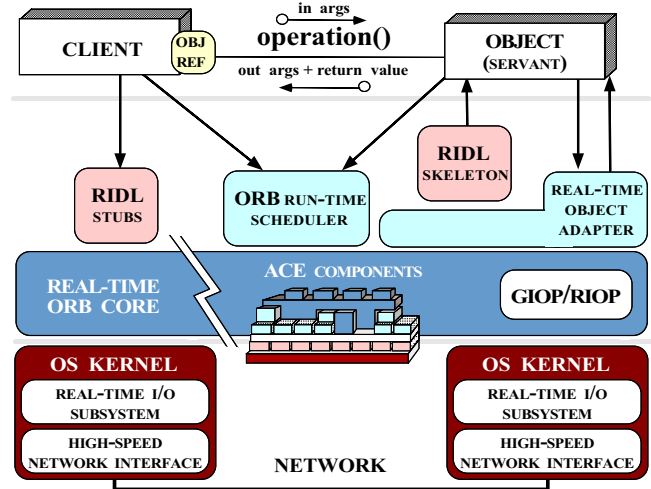 in args
CLIENT
OBJ
REF
operation()
OBJECT
(SERVANT)
out args + return value
RIDL
STUBS
ORB RUN-TIME
SCHEDULER
RIDL
SKELETON
REAL-TIME
OBJECT
ADAPTER
REAL-TIME
ORB CORE
ACE COMPONENTS
GIOP/RIOP
OS KERNEL
REAL-TIME I/O
SUBSYSTEM
HIGH-SPEED
NETWORK INTERFACE
NETWORK
OS KERNEL
REAL-TIME I/O
SUBSYSTEM
HIGH-SPEED
NETWORK INTERFACE